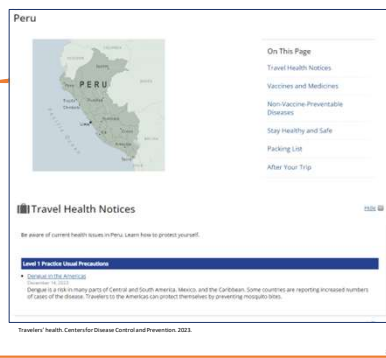 Peru
PERU
Lima
On This Page
Travel Health Notices
Vaccines and Medicines
Non-Vaccine-Preventable
Diseases
Stay Healthy and Safe
Packing List
After Your Trip
Travel Health Notices
Hide
Be aware of current health issues in Peru. Learn how to protect yourself.
Level 1 Practice Usual Precautions
Dengue in the Americas
December 2023
Dengue is a risk in many parts of Central and South America, Mexico, and the Caribbean. Some countries are reporting increased numbers
of cases of the disease. Travelers to the Americas can protect themselves by preventing mosquito bites.
Travelers' health. Centers for Disease Control and Prevention. 2023.